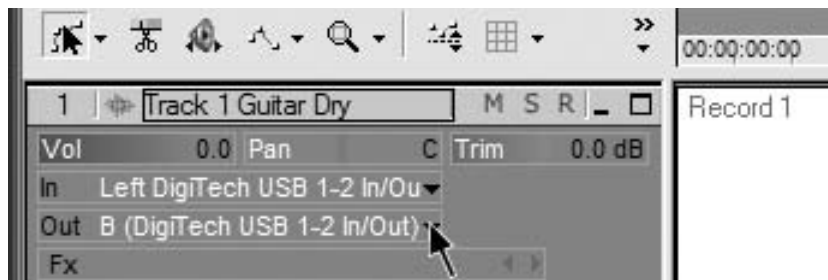 00:00:00:00
1 Track 1 Guitar Dry M S R
Record 1
Vol 0.0 Pan C Trim 0.0 dB
In Left DigiTech USB 1-2 In/Ou
Out B (DigiTech USB 1-2 In/Out)
Fx